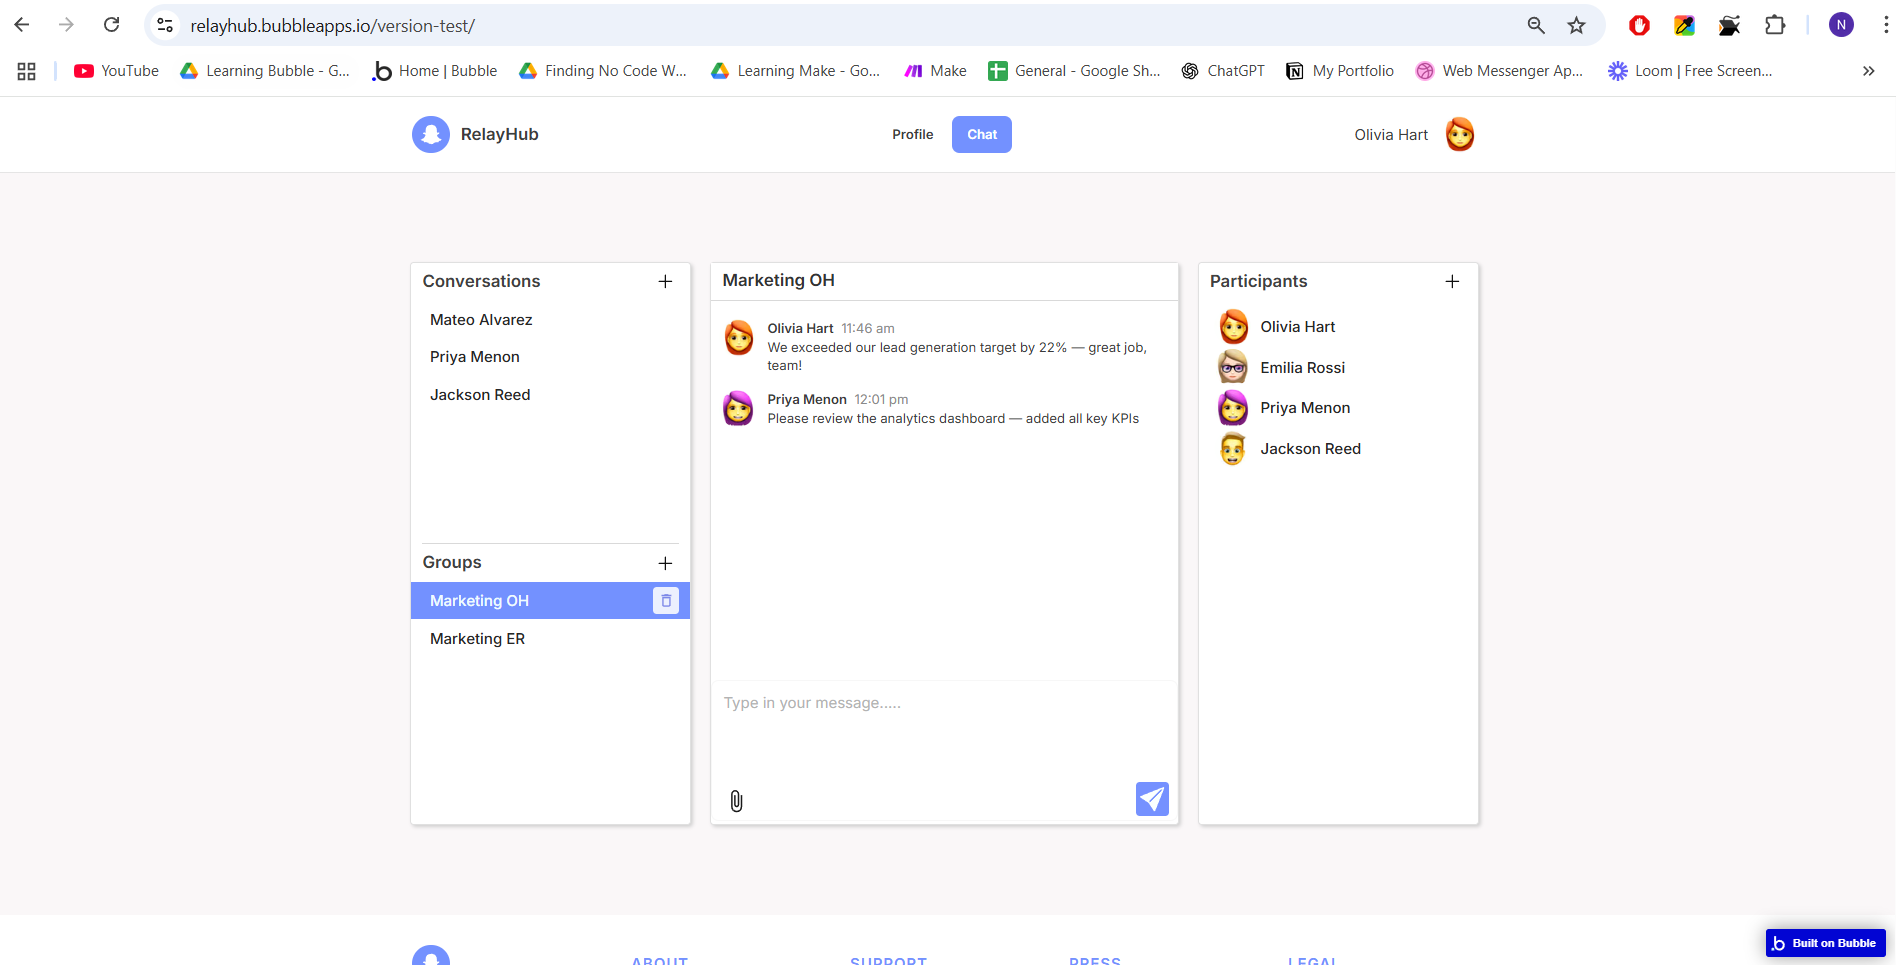 relayhub.bubbleapps.io/version-test/
N
YouTube
Learning Bubble - G...
Home | Bubble
Finding No Code W...
Learning Make - Go...
Make
General - Google Sh...
ChatGPT
My Portfolio
Web Messenger Ap...
Loom | Free Screen...
RelayHub
Profile
Chat
Olivia Hart
Conversations
Mateo Alvarez
Priya Menon
Jackson Reed
Groups
Marketing OH
Marketing ER
Marketing OH
Olivia Hart 11:46 am
We exceeded our lead generation target by 22% — great job,
team!
Priya Menon 12:01 pm
Please review the analytics dashboard — added all key KPIs
Type in your message.....
Participants
Olivia Hart
Emilia Rossi
Priya Menon
Jackson Reed
ABOUT
SUPPORT
PRESS
LEGAL
Built on Bubble